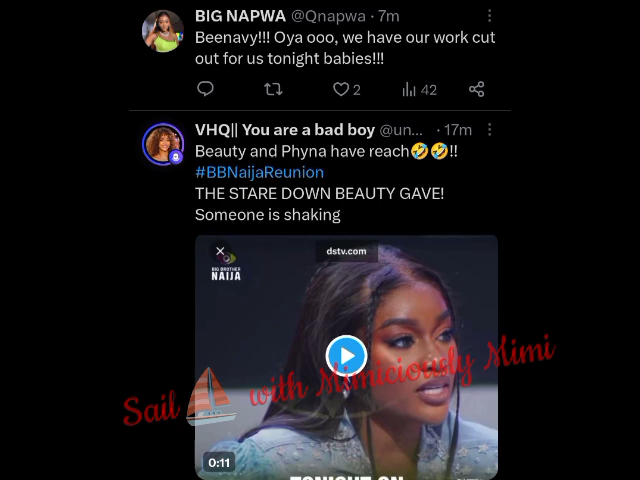 BIG NAPWA @Qnapwa · 7m
Beenavy!!! Oya ooo, we have our work cut
out for us tonight babies!!!
2 42
VHQ|| You are a bad boy @un... · 17m
Beauty and Phyna have reach🤣🤣!!
#BBNaijaReunion
THE STARE DOWN BEAUTY GAVE!
Someone is shaking
dstv.com
BIG BROTHER
NAIJA
Sail with Mimiciously Mimi
0:11
TONIGHT ON